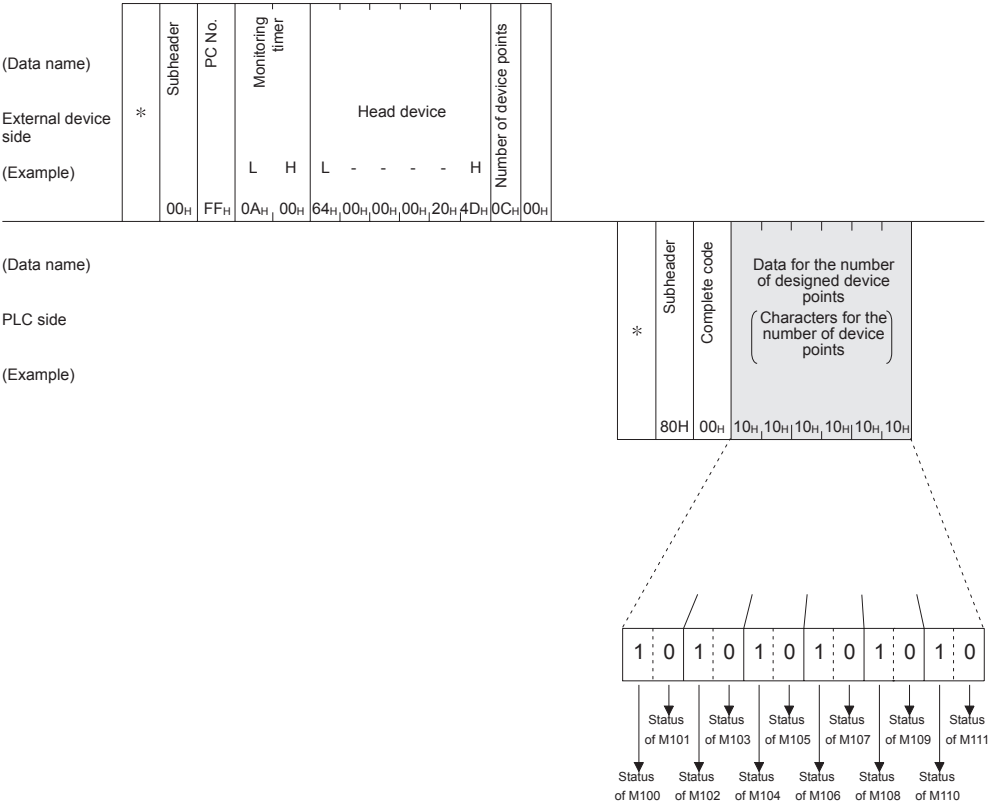 (Data name)
External device
side
(Example)
*
Subheader
PC No.
Monitoring
timer
Head device
Number of device points
L H L - - - - H
00H FFH 0AH 00H 64H 00H 00H 00H 20H 4DH 0CH 00H
(Data name)
PLC side
(Example)
*
Subheader
Complete code
Data for the number
of designed device
points
Characters for the
number of device
points
80H 00H 10H 10H 10H 10H 10H 10H
1 0 1 0 1 0 1 0 1 0 1 0
Status Status Status Status Status Status
of M101 of M103 of M105 of M107 of M109 of M111
Status Status Status Status Status Status
of M100 of M102 of M104 of M106 of M108 of M110